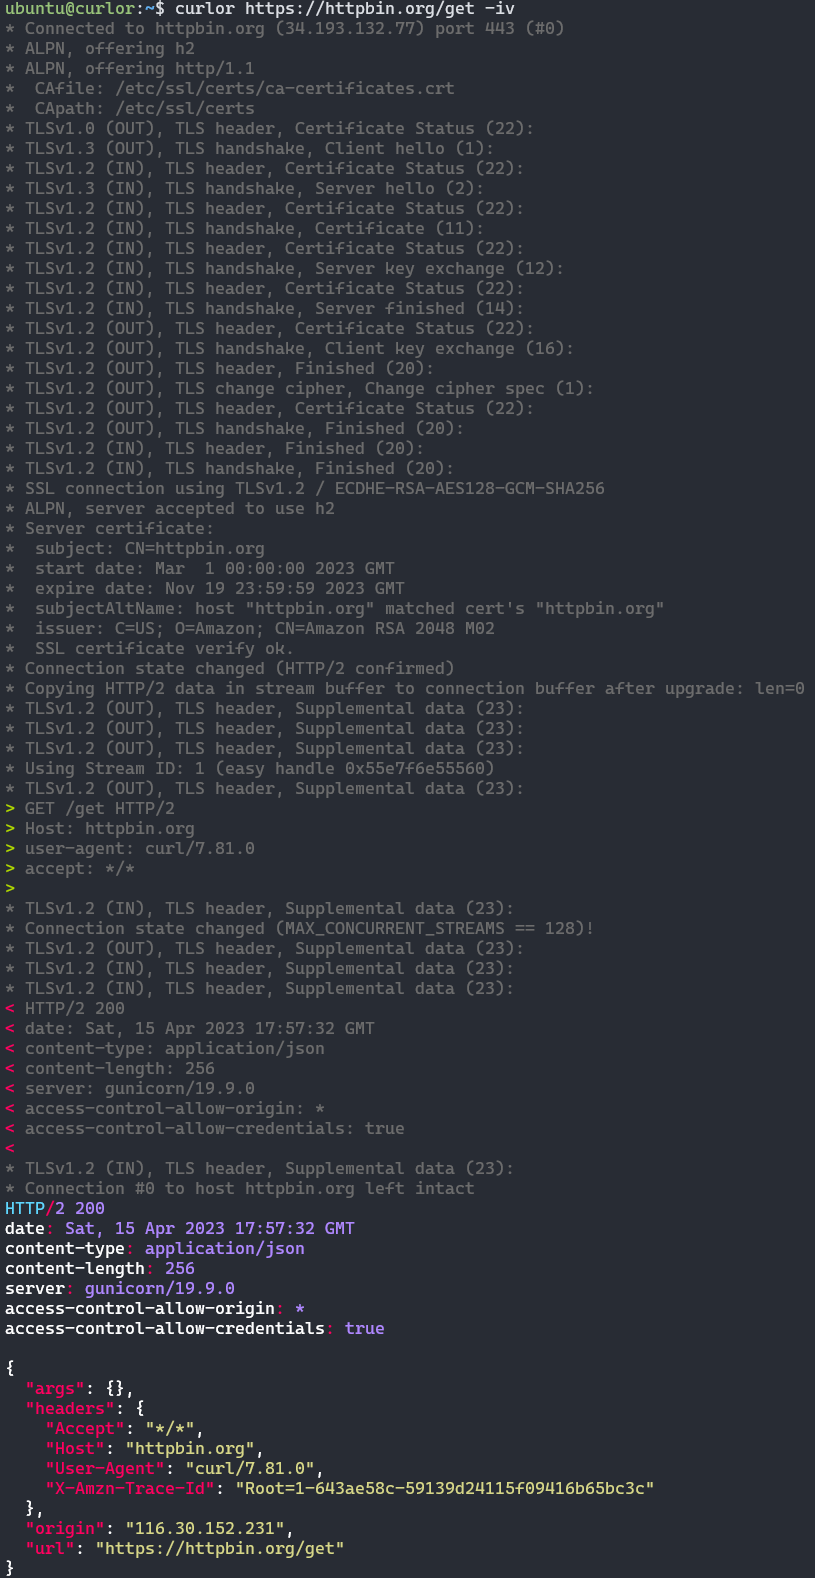 ubuntu@curlor:~$ curlor https://httpbin.org/get -iv
* Connected to httpbin.org (34.193.132.77) port 443 (#0)
* ALPN, offering h2
* ALPN, offering http/1.1
*  CAfile: /etc/ssl/certs/ca-certificates.crt
*  CApath: /etc/ssl/certs
* TLSv1.0 (OUT), TLS header, Certificate Status (22):
* TLSv1.3 (OUT), TLS handshake, Client hello (1):
* TLSv1.2 (IN), TLS header, Certificate Status (22):
* TLSv1.3 (IN), TLS handshake, Server hello (2):
* TLSv1.2 (IN), TLS header, Certificate Status (22):
* TLSv1.2 (IN), TLS handshake, Certificate (11):
* TLSv1.2 (IN), TLS header, Certificate Status (22):
* TLSv1.2 (IN), TLS handshake, Server key exchange (12):
* TLSv1.2 (IN), TLS header, Certificate Status (22):
* TLSv1.2 (IN), TLS handshake, Server finished (14):
* TLSv1.2 (OUT), TLS header, Certificate Status (22):
* TLSv1.2 (OUT), TLS handshake, Client key exchange (16):
* TLSv1.2 (OUT), TLS header, Finished (20):
* TLSv1.2 (OUT), TLS change cipher, Change cipher spec (1):
* TLSv1.2 (OUT), TLS header, Certificate Status (22):
* TLSv1.2 (OUT), TLS handshake, Finished (20):
* TLSv1.2 (IN), TLS header, Finished (20):
* TLSv1.2 (IN), TLS handshake, Finished (20):
* SSL connection using TLSv1.2 / ECDHE-RSA-AES128-GCM-SHA256
* ALPN, server accepted to use h2
* Server certificate:
*  subject: CN=httpbin.org
*  start date: Mar  1 00:00:00 2023 GMT
*  expire date: Nov 19 23:59:59 2023 GMT
*  subjectAltName: host "httpbin.org" matched cert's "httpbin.org"
*  issuer: C=US; O=Amazon; CN=Amazon RSA 2048 M02
*  SSL certificate verify ok.
* Connection state changed (HTTP/2 confirmed)
* Copying HTTP/2 data in stream buffer to connection buffer after upgrade: len=0
* TLSv1.2 (OUT), TLS header, Supplemental data (23):
* TLSv1.2 (OUT), TLS header, Supplemental data (23):
* TLSv1.2 (OUT), TLS header, Supplemental data (23):
* Using Stream ID: 1 (easy handle 0x55e7f6e55560)
* TLSv1.2 (OUT), TLS header, Supplemental data (23):
> GET /get HTTP/2
> Host: httpbin.org
> user-agent: curl/7.81.0
> accept: */*
>
* TLSv1.2 (IN), TLS header, Supplemental data (23):
* Connection state changed (MAX_CONCURRENT_STREAMS == 128)!
* TLSv1.2 (OUT), TLS header, Supplemental data (23):
* TLSv1.2 (IN), TLS header, Supplemental data (23):
* TLSv1.2 (IN), TLS header, Supplemental data (23):
< HTTP/2 200
< date: Sat, 15 Apr 2023 17:57:32 GMT
< content-type: application/json
< content-length: 256
< server: gunicorn/19.9.0
< access-control-allow-origin: *
< access-control-allow-credentials: true
<
* TLSv1.2 (IN), TLS header, Supplemental data (23):
* Connection #0 to host httpbin.org left intact
HTTP/2 200
date: Sat, 15 Apr 2023 17:57:32 GMT
content-type: application/json
content-length: 256
server: gunicorn/19.9.0
access-control-allow-origin: *
access-control-allow-credentials: true

{
  "args": {},
  "headers": {
    "Accept": "*/*",
    "Host": "httpbin.org",
    "User-Agent": "curl/7.81.0",
    "X-Amzn-Trace-Id": "Root=1-643ae58c-59139d24115f09416b65bc3c"
  },
  "origin": "116.30.152.231",
  "url": "https://httpbin.org/get"
}